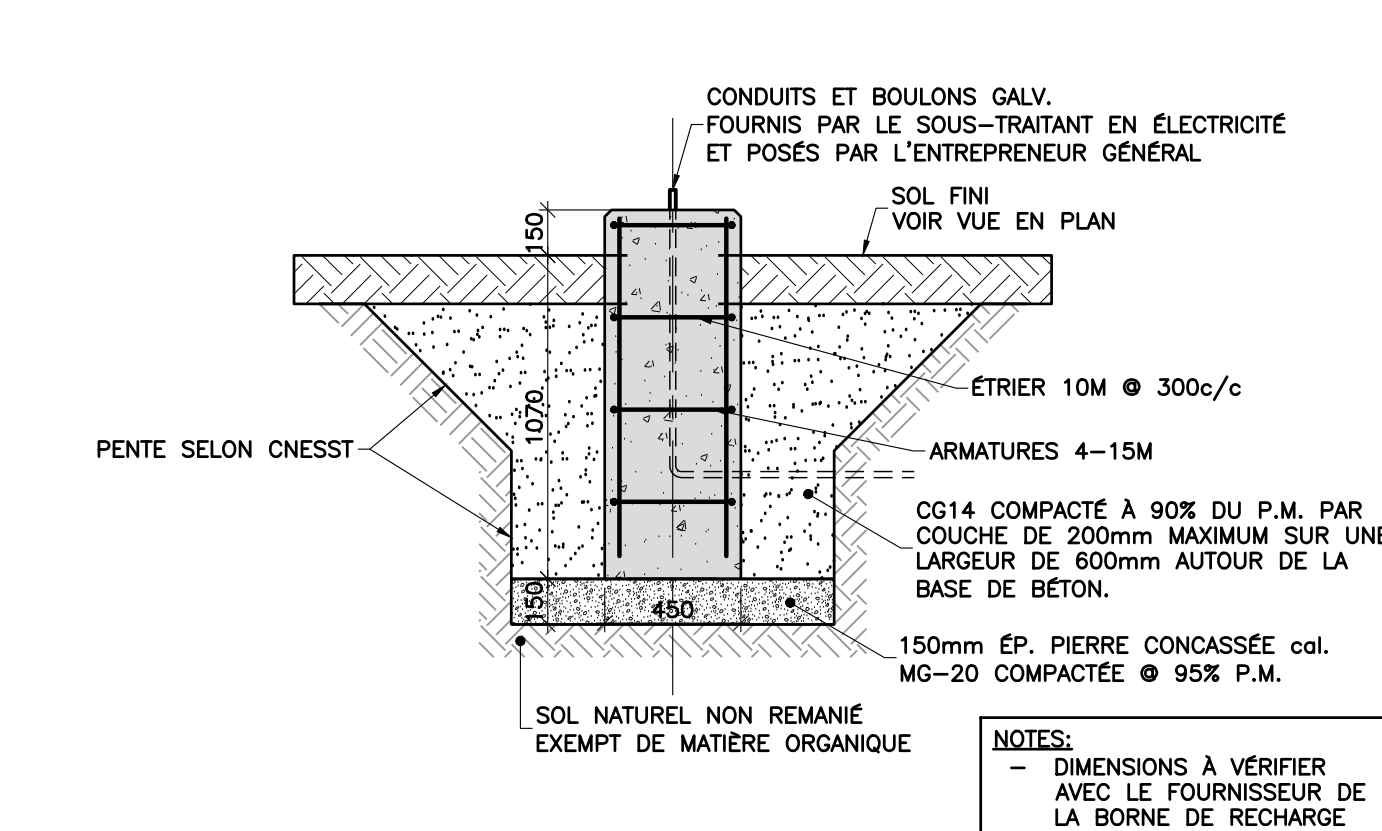 CONDUITS ET BOULONS GALV.
FOURNIS PAR LE SOUS-TRAITANT EN ÉLECTRICITÉ
ET POSÉS PAR L'ENTREPRENEUR GÉNÉRAL
SOL FINI
VOIR VUE EN PLAN
150
1070
150
450
ÉTRIER 10M @ 300c/c
ARMATURES 4-15M
PENTE SELON CNESST
CG14 COMPACTÉ À 90% DU P.M. PAR
COUCHE DE 200mm MAXIMUM SUR UNE
LARGEUR DE 600mm AUTOUR DE LA
BASE DE BÉTON.
150mm ÉP. PIERRE CONCASSÉE cal.
MG-20 COMPACTÉE @ 95% P.M.
SOL NATUREL NON REMANIÉ
EXEMPT DE MATIÈRE ORGANIQUE
NOTES:
- DIMENSIONS À VÉRIFIER
AVEC LE FOURNISSEUR DE
LA BORNE DE RECHARGE